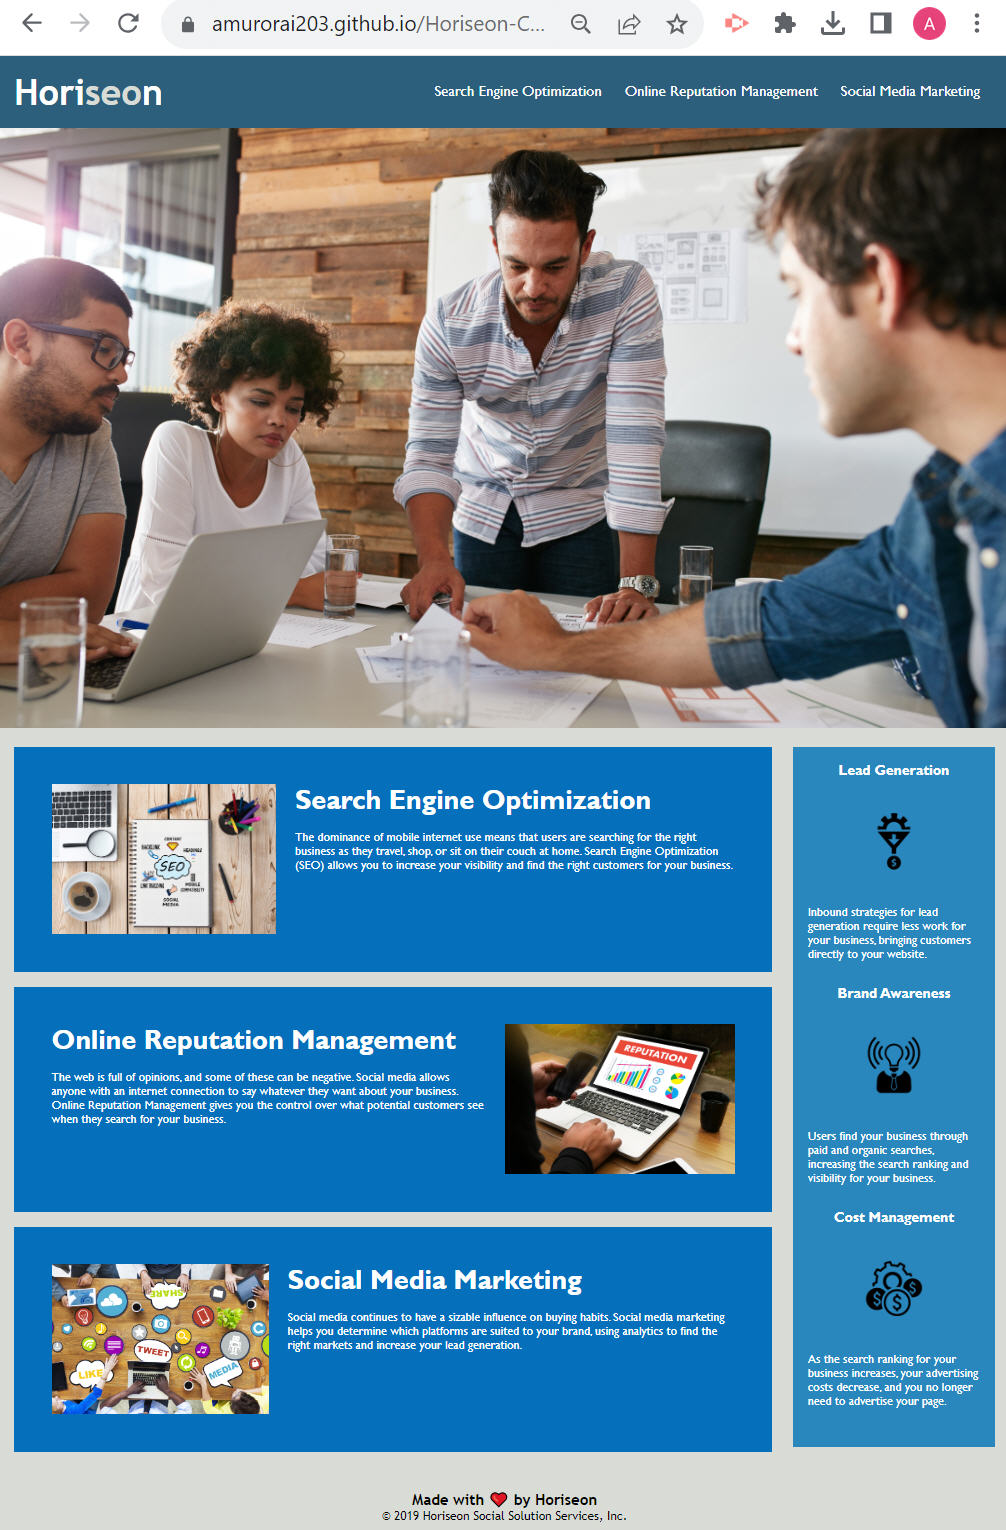 amurorai203.github.io/Horiseon-C...
A
Horiseon
Search Engine Optimization Online Reputation Management Social Media Marketing
Search Engine Optimization
The dominance of mobile internet use means that users are searching for the right
business as they travel, shop, or sit on their couch at home. Search Engine Optimization
(SEO) allows you to increase your visibility and find the right customers for your business.
CONTENT
BACKLINK
HEADINGS
SEO
LINK BUILDING
MOBILE
COMPATIBILITY
SOCIAL
MEDIA
Online Reputation Management
The web is full of opinions, and some of these can be negative. Social media allows
anyone with an internet connection to say whatever they want about your business.
Online Reputation Management gives you the control over what potential customers see
when they search for your business.
REPUTATION
Social Media Marketing
Social media continues to have a sizable influence on buying habits. Social media marketing
helps you determine which platforms are suited to your brand, using analytics to find the
right markets and increase your lead generation.
SHARE
TWEET
LIKE
MEDIA
Lead Generation
$
Inbound strategies for lead
generation require less work for
your business, bringing customers
directly to your website.
Brand Awareness
Users find your business through
paid and organic searches,
increasing the search ranking and
visibility for your business.
Cost Management
$ $ $
As the search ranking for your
business increases, your advertising
costs decrease, and you no longer
need to advertise your page.
Made with ❤️ by Horiseon
© 2019 Horiseon Social Solution Services, Inc.